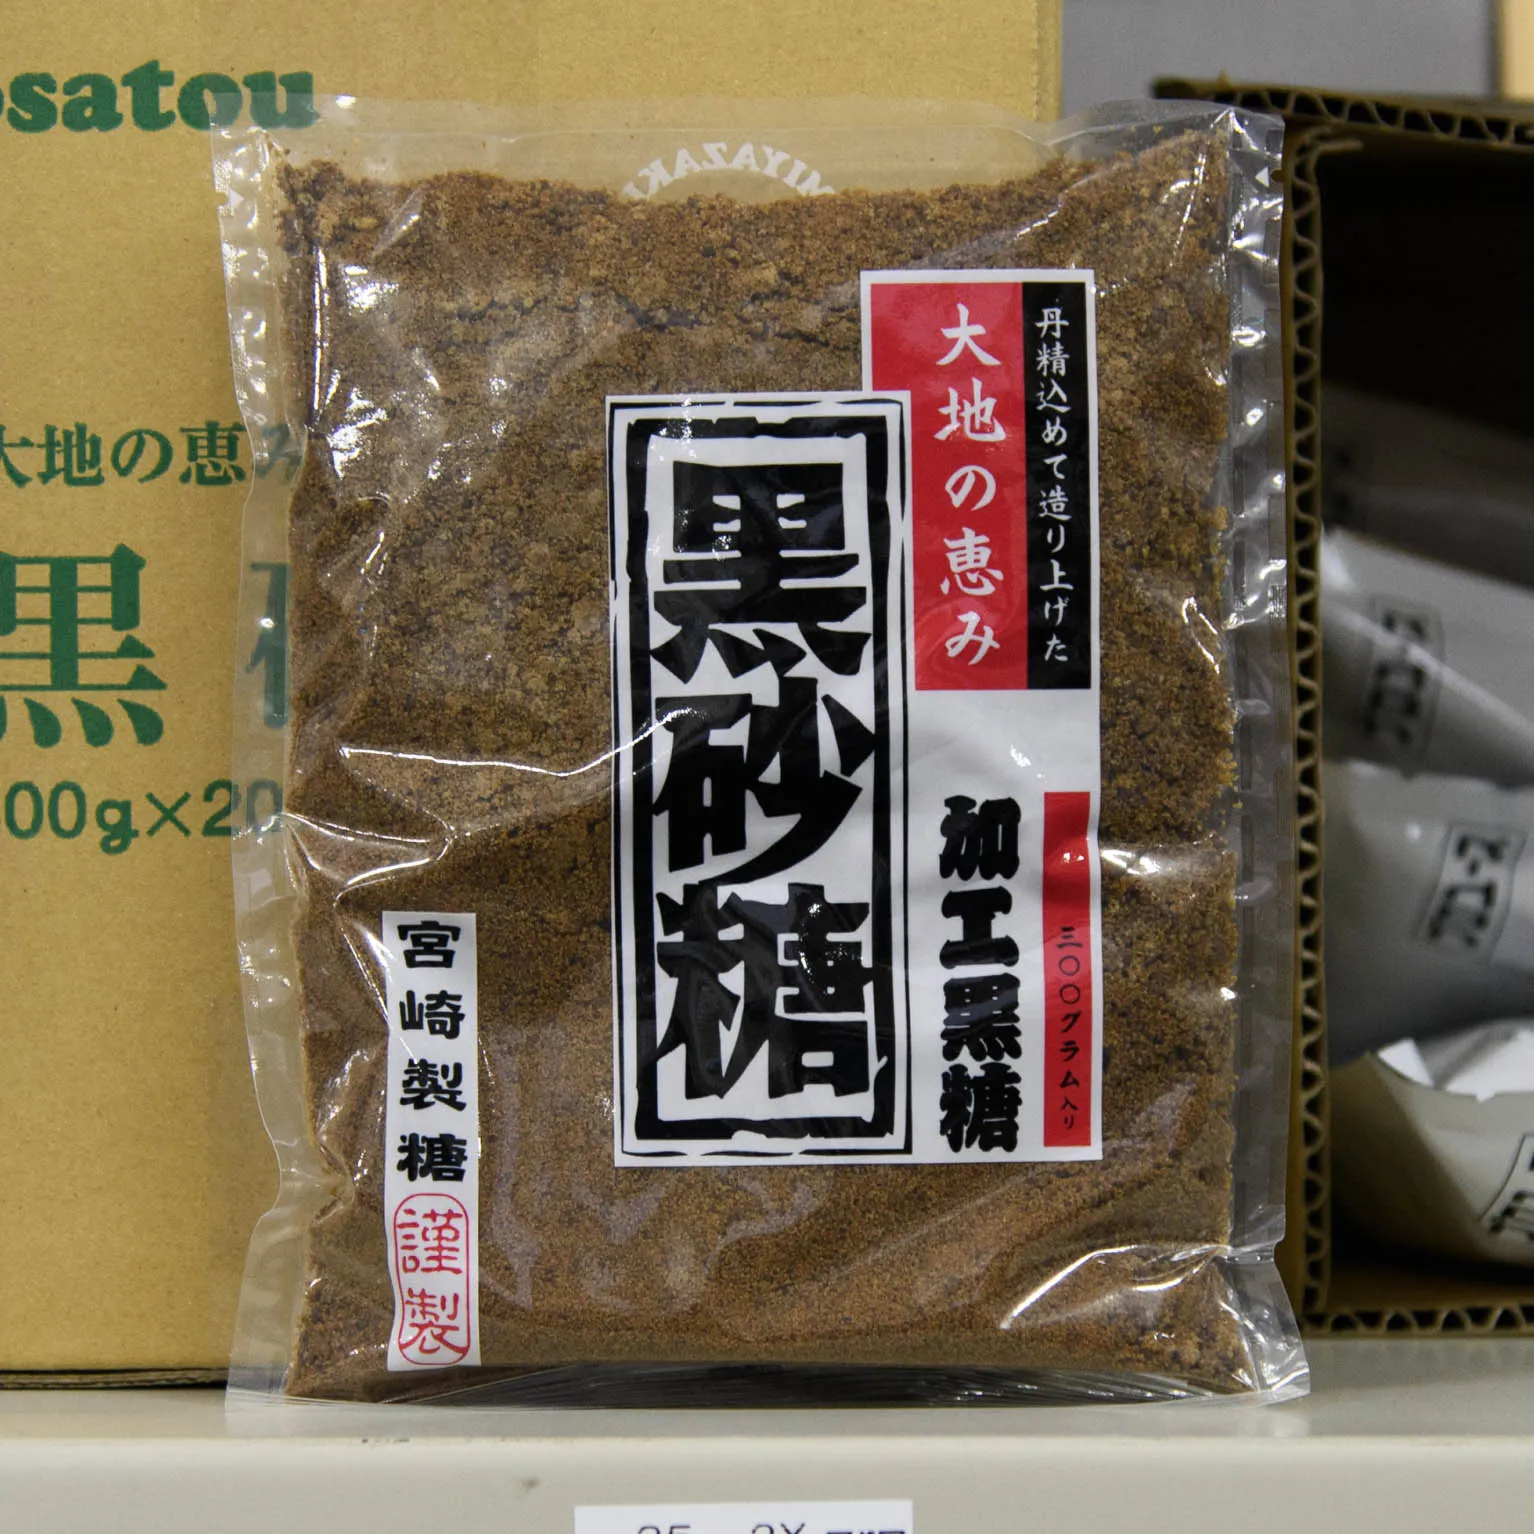 osatou
大地の恵み
黒
00g×20
MIYAZAKI
丹精込めて造り上げた
大地の恵み
黒砂糖
加工黒糖
三〇〇グラム入り
宮崎製糖
謹製